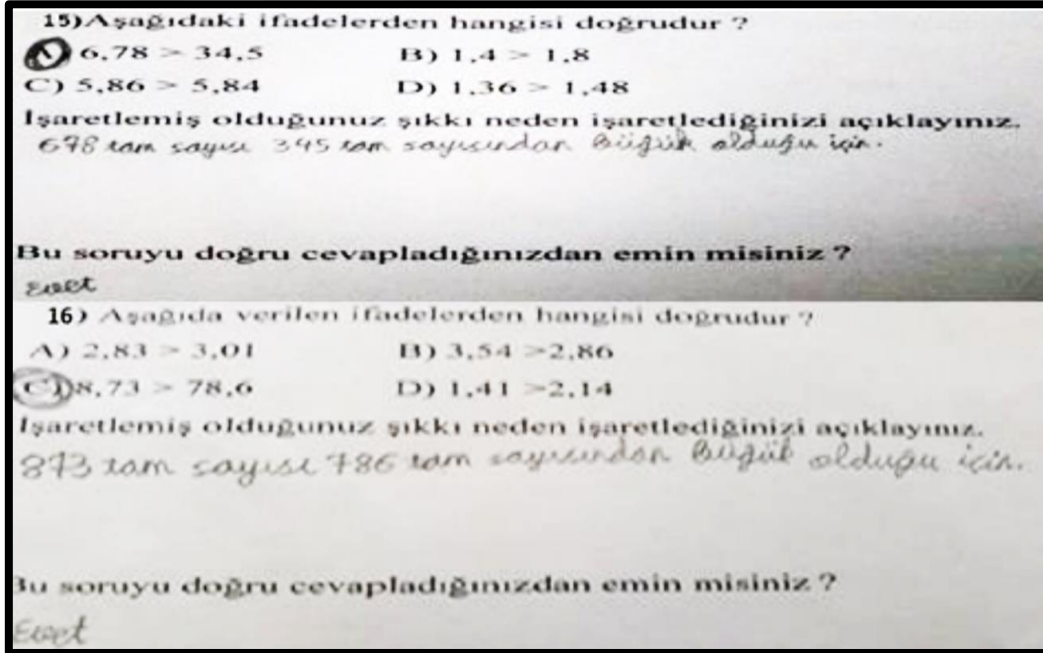 15)Aşağıdaki ifadelerden hangisi doğrudur ?
A) 6,78 > 34,5 B) 1,4 > 1,8
C) 5,86 > 5,84 D) 1,36 > 1,48
İşaretlemiş olduğunuz şıkkı neden işaretlediğinizi açıklayınız.
678 tam sayısı 345 tam sayısından büyük olduğu için.
Bu soruyu doğru cevapladığınızdan emin misiniz ?
Evet
16) Aşağıda verilen ifadelerden hangisi doğrudur ?
A) 2,83 > 3,01 B) 3,54 >2,86
C) 8,73 > 78,6 D) 1,41 >2,14
İşaretlemiş olduğunuz şıkkı neden işaretlediğinizi açıklayınız.
873 tam sayısı 786 tam sayısından büyük olduğu için.
Bu soruyu doğru cevapladığınızdan emin misiniz ?
Evet